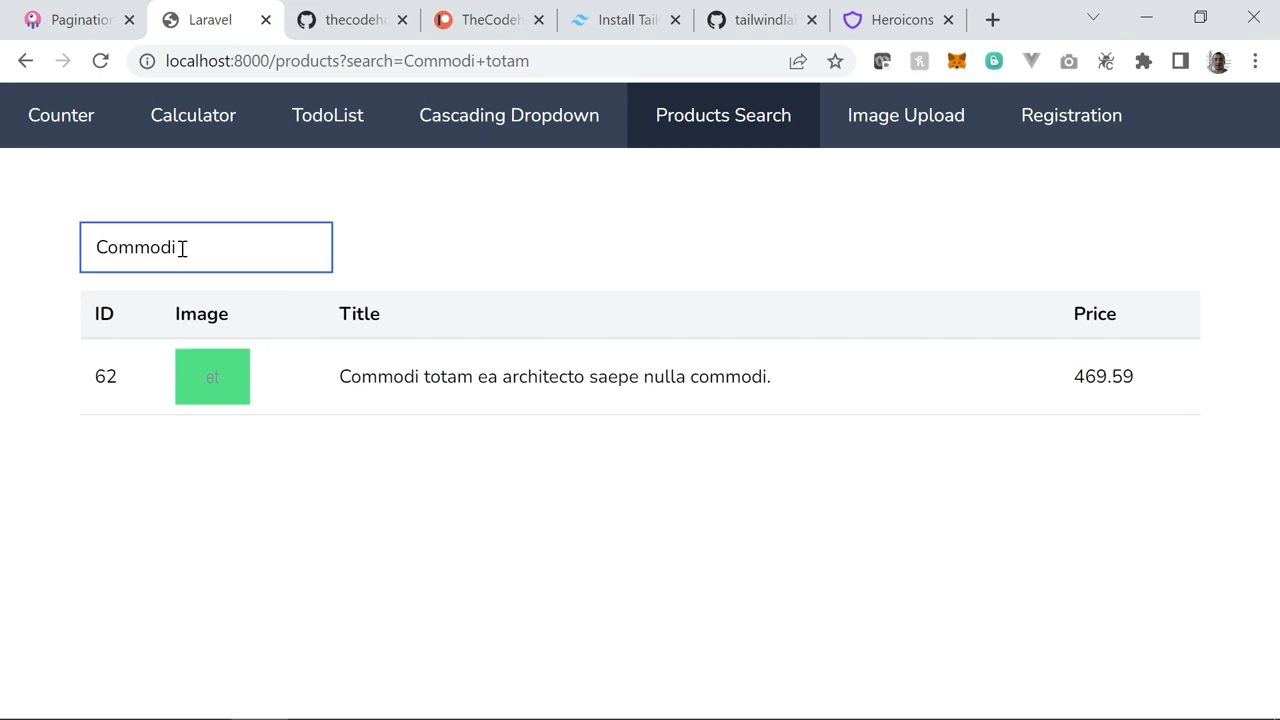 Pagination
Laravel
thecodeho
TheCodeh
Install Tail
tailwindla
Heroicons
localhost:8000/products?search=Commodi+totam
Counter
Calculator
TodoList
Cascading Dropdown
Products Search
Image Upload
Registration
Commodi
ID Image Title Price
62 et Commodi totam ea architecto saepe nulla commodi. 469.59